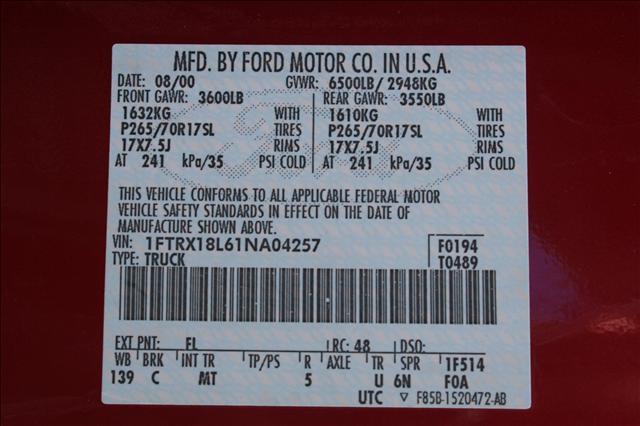 MFD. BY FORD MOTOR CO. IN U.S.A.
DATE: 08/00 GVWR: 6500LB/ 2948KG
FRONT GAWR: 3600LB REAR GAWR: 3550LB
1632KG WITH 1610KG WITH
P265/70R17SL TIRES P265/70R17SL TIRES
17X7.5J RIMS 17X7.5J RIMS
AT 241 kPa/35 PSI COLD AT 241 kPa/35 PSI COLD
THIS VEHICLE CONFORMS TO ALL APPLICABLE FEDERAL MOTOR
VEHICLE SAFETY STANDARDS IN EFFECT ON THE DATE OF
MANUFACTURE SHOWN ABOVE.
VIN: 1FTRX18L61NA04257 F0194
TYPE: TRUCK T0489
EXT PNT: FL RC: 48 DSO:
WB BRK INT TR TP/PS R AXLE TR SPR 1F514
139 C MT 5 U 6N F0A
UTC ▽ F85B-1520472-AB